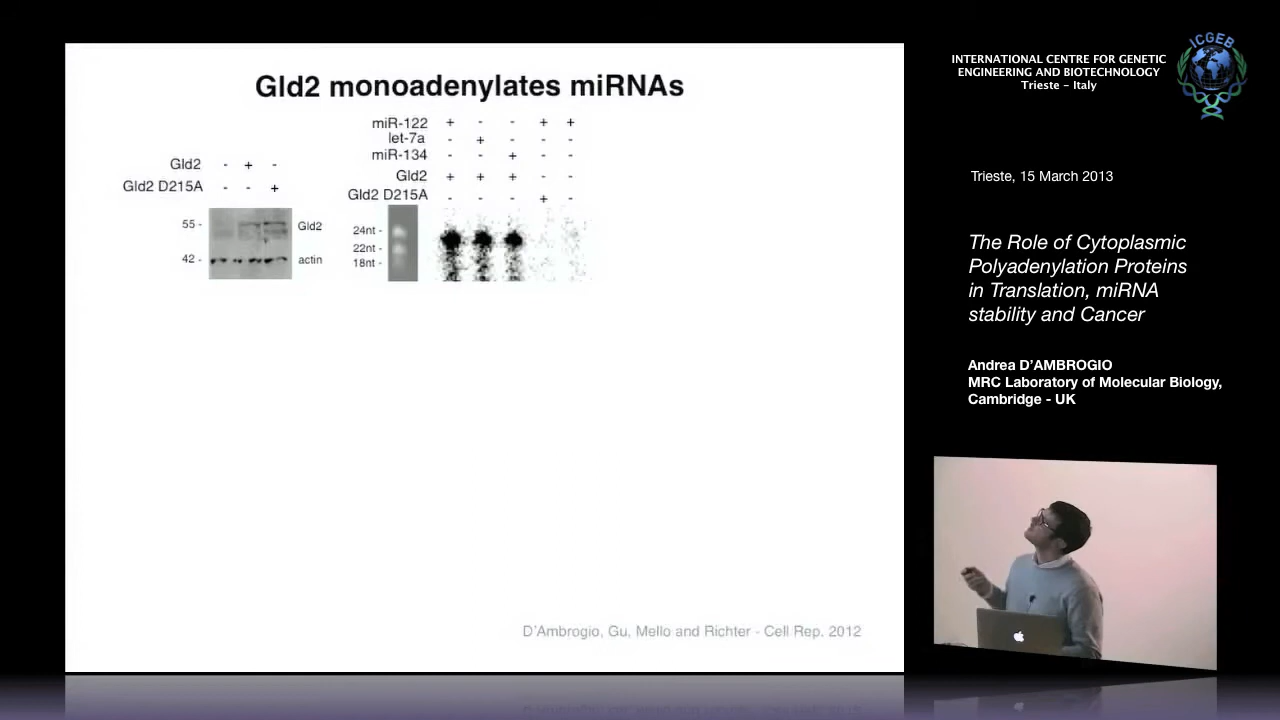 Gld2 monoadenylates miRNAs
miR-122 + - - + +
let-7a - + - - -
miR-134 - - + - -
Gld2 + + + - -
Gld2 D215A - - - + -
24nt -
22nt -
18nt -
Gld2 - + -
Gld2 D215A - - +
55 - Gld2
42 - actin
D'Ambrogio, Gu, Mello and Richter - Cell Rep. 2012
INTERNATIONAL CENTRE FOR GENETIC
ENGINEERING AND BIOTECHNOLOGY
Trieste - Italy
ICGEB
Trieste, 15 March 2013
The Role of Cytoplasmic
Polyadenylation Proteins
in Translation, miRNA
stability and Cancer
Andrea D'AMBROGIO
MRC Laboratory of Molecular Biology,
Cambridge - UK